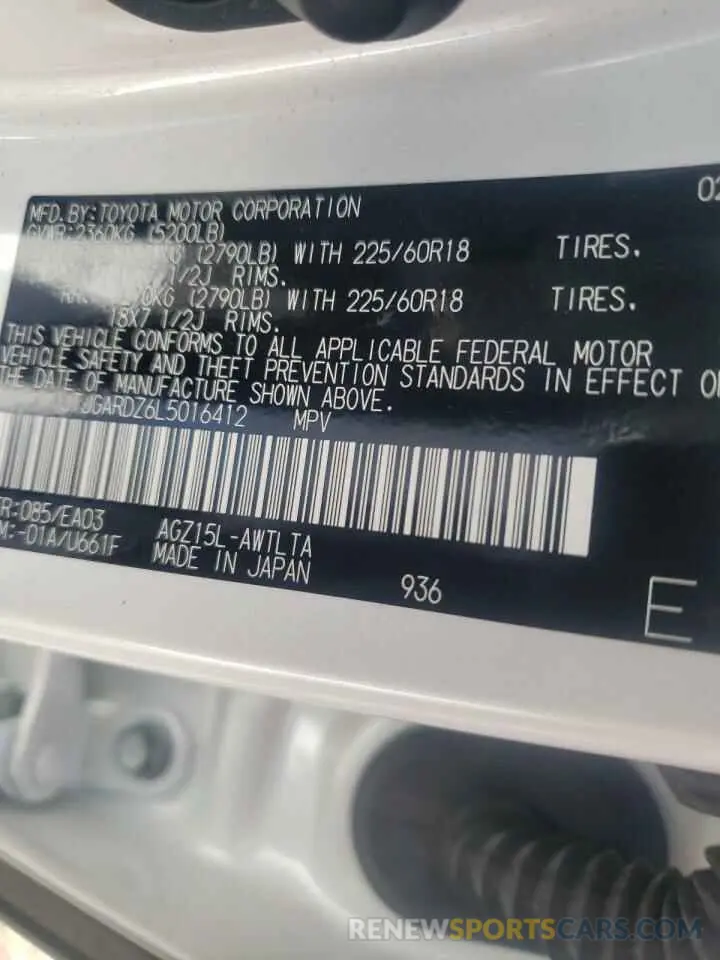 02
MFD. BY: TOYOTA MOTOR CORPORATION
GVWR: 2360KG (5200LB)
KG (2790LB) WITH 225/60R18 TIRES.
1/2J RIMS.
KG (2790LB) WITH 225/60R18 TIRES.
18X7 1/2J RIMS.
THIS VEHICLE CONFORMS TO ALL APPLICABLE FEDERAL MOTOR
VEHICLE SAFETY AND THEFT PREVENTION STANDARDS IN EFFECT O
THE DATE OF MANUFACTURE SHOWN ABOVE.
GARDZ6L5016412 MPV
R: 085/EA03 AGZ15L-AWTLTA
M: -01A/U661F MADE IN JAPAN 936
E
RENEWSPORTSCARS.COM